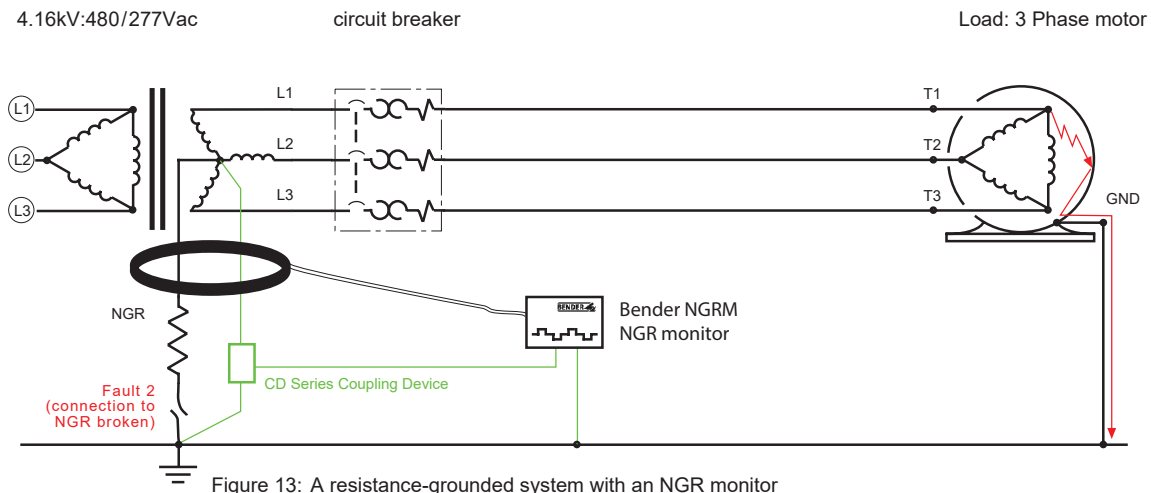 4.16kV:480/277Vac
circuit breaker
Load: 3 Phase motor
L1
L2
L3
L1
L2
L3
T1
T2
T3
GND
NGR
BENDER
Bender NGRM
NGR monitor
CD Series Coupling Device
Fault 2
(connection to
NGR broken)
Figure 13: A resistance-grounded system with an NGR monitor